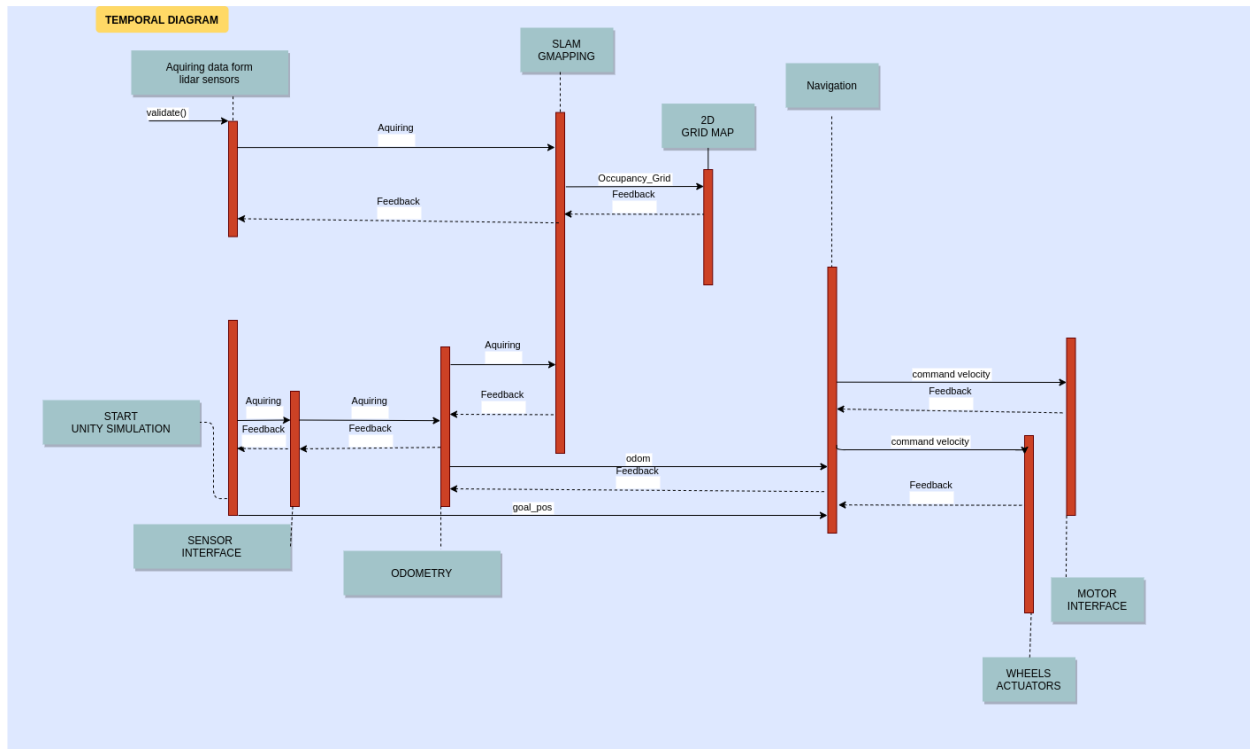 TEMPORAL DIAGRAM
SLAM
GMAPPING
Aquiring data form
lidar sensors
Navigation
validate()
2D
GRID MAP
Aquiring
Occupancy_Grid
Feedback
Feedback
Aquiring
command velocity
Feedback
Feedback
Aquiring
Aquiring
START
UNITY SIMULATION
Feedback
Feedback
command velocity
odom
Feedback
Feedback
goal_pos
SENSOR
INTERFACE
ODOMETRY
MOTOR
INTERFACE
WHEELS
ACTUATORS